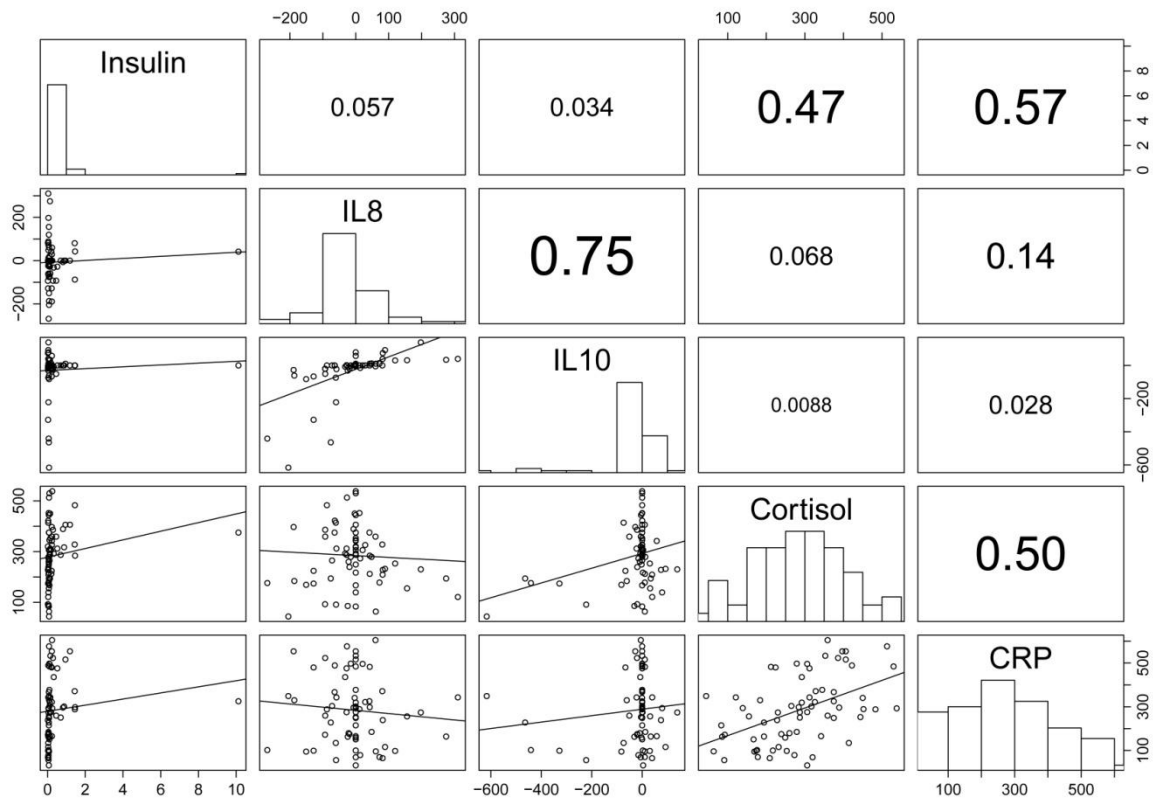 −200 0 100 300 100 300 500
Insulin 0.057 0.034 0.47 0.57
0 2 4 6 8
−200 0 200
IL8 0.75 0.068 0.14
IL10 0.0088 0.028
−600 −200
100 300 500
Cortisol 0.50
CRP
100 300 500
0 2 4 6 8 10 −600 −400 −200 0 100 300 500